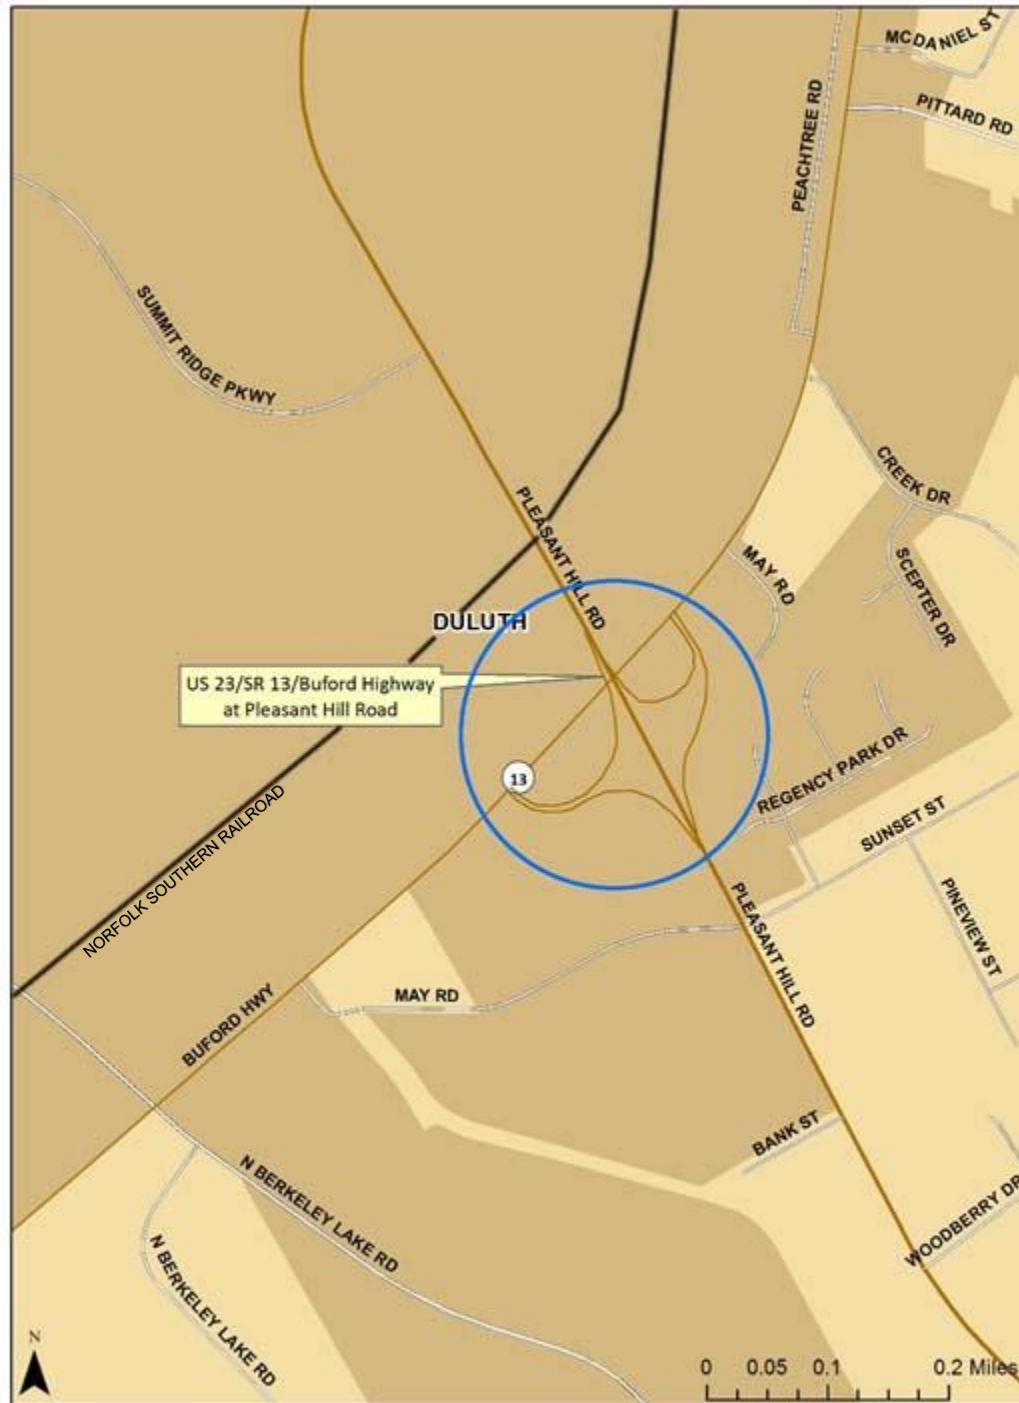 MCDANIEL ST
PITTARD RD
PEACHTREE RD
SUMMIT RIDGE PKWY
CREEK DR
PLEASANT HILL RD
MAY RD
SCEPTER DR
DULUTH
US 23/SR 13/Buford Highway
at Pleasant Hill Road
13
REGENCY PARK DR
NORFOLK SOUTHERN RAILROAD
SUNSET ST
PLEASANT HILL RD
PINEVIEW ST
MAY RD
BUFORD HWY
BANK ST
N BERKELEY LAKE RD
WOODBERRY DR
N BERKELEY LAKE RD
N
0 0.05 0.1 0.2 Miles